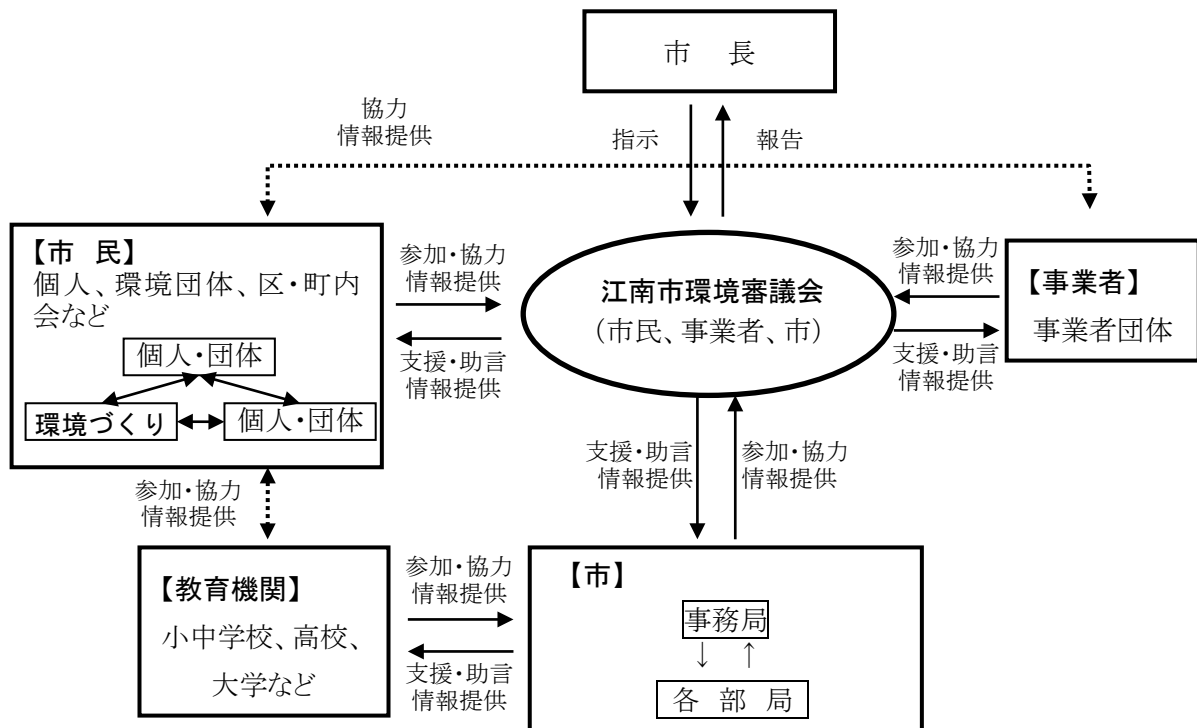 市　長
協力
情報提供
指示
報告
【市　民】
個人、環境団体、区・町内
会など
個人・団体
環境づくり
個人・団体
参加・協力
情報提供
支援・助言
情報提供
江南市環境審議会
（市民、事業者、市）
参加・協力
情報提供
支援・助言
情報提供
【事業者】
事業者団体
支援・助言
情報提供
参加・協力
情報提供
参加・協力
情報提供
【教育機関】
小中学校、高校、
大学など
参加・協力
情報提供
支援・助言
情報提供
【市】
事務局
↓　↑
各　部　局